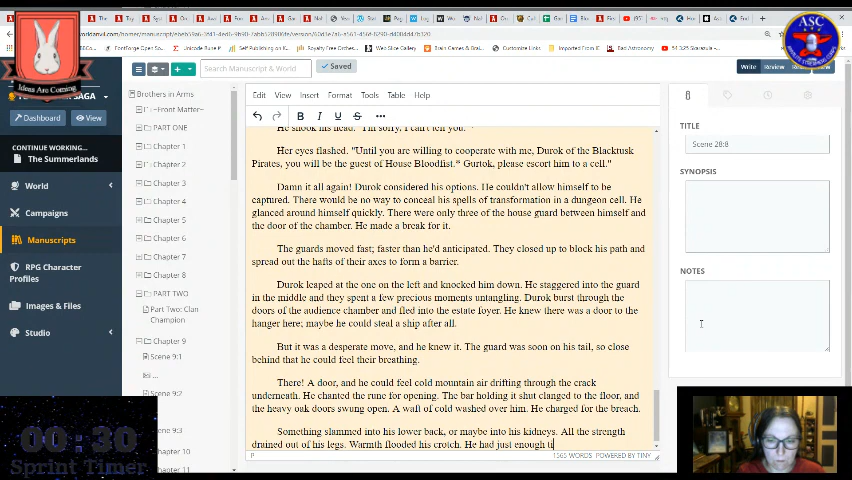 Ideas Are Coming
SAGA
Dashboard
View
CONTINUE WORKING...
The Summerlands
World
Campaigns
Manuscripts
RPG Character
Profiles
Images & Files
Studio
00:30
Sprint Timer
Search Manuscript & World
Saved
Brothers in Arms
~Front Matter~
PART ONE
Chapter 1
Chapter 2
Chapter 3
Chapter 4
Chapter 5
Chapter 6
Chapter 7
Chapter 8
PART TWO
Part Two: Clan
Champion
Chapter 9
Scene 9:1
...
Scene 9:2
Scene 9:3
Chapter 10
Chapter 11
Edit View Insert Format Tools Table Help
He shook his head. "I'm sorry, I can't tell you."
Her eyes flashed. "Until you are willing to cooperate with me, Durok of the Blacktusk
Pirates, you will be the guest of House Bloodfist." Gurtok, please escort him to a cell."
Damn it all again! Durok considered his options. He couldn't allow himself to be
captured. There would be no way to conceal his spells of transformation in a dungeon cell. He
glanced around himself quickly. There were only three of the house guard between himself and
the door of the chamber. He made a break for it.
The guards moved fast; faster than he'd anticipated. They closed up to block his path and
spread out the hafts of their axes to form a barrier.
Durok leaped at the one on the left and knocked him down. He staggered into the guard
in the middle and they spent a few precious moments untangling. Durok burst through the
doors of the audience chamber and fled into the estate foyer. He knew there was a door to the
hanger here; maybe he could steal a ship after all.
But it was a desperate move, and he knew it. The guard was soon on his tail, so close
behind that he could feel their breathing.
There! A door, and he could feel cold mountain air drifting through the crack
underneath. He chanted the rune for opening. The bar holding it shut clanged to the floor, and
the heavy oak doors swung open. A waft of cold washed over him. He charged for the breach.
Something slammed into his lower back, or maybe into his kidneys. All the strength
drained out of his legs. Warmth flooded his crotch. He had just enough ti
P
1565 WORDS POWERED BY TINY
Write
Review
TITLE
Scene 28:8
SYNOPSIS
NOTES
ASC